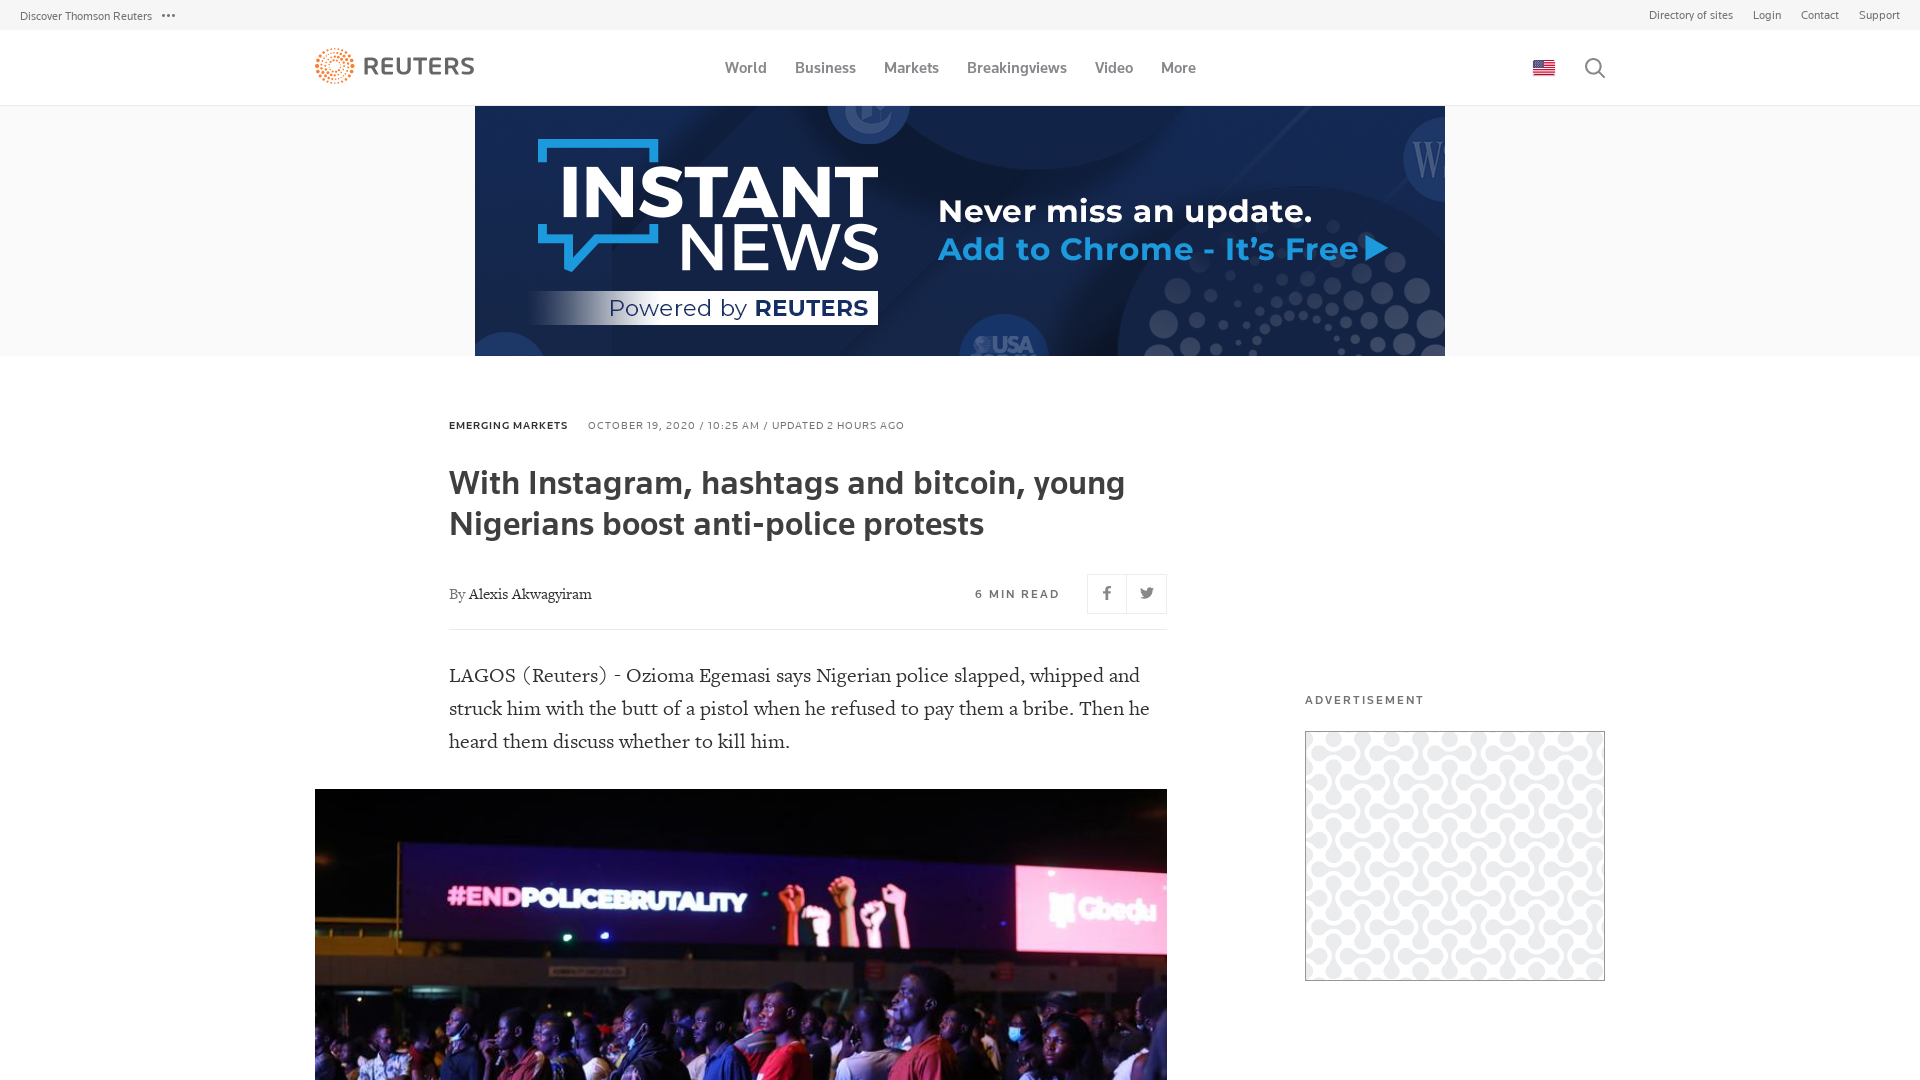 Discover Thomson Reuters
Directory of sites Login Contact Support
REUTERS
World Business Markets Breakingviews Video More
INSTANT
NEWS
Powered by REUTERS
Never miss an update.
Add to Chrome - It's Free
USA
EMERGING MARKETS OCTOBER 19, 2020 / 10:25 AM / UPDATED 2 HOURS AGO
With Instagram, hashtags and bitcoin, young
Nigerians boost anti-police protests
By Alexis Akwagyiram
6 MIN READ
LAGOS (Reuters) - Ozioma Egemasi says Nigerian police slapped, whipped and
struck him with the butt of a pistol when he refused to pay them a bribe. Then he
heard them discuss whether to kill him.
ADVERTISEMENT
#ENDPOLICEBRUTALITY
Gbedu